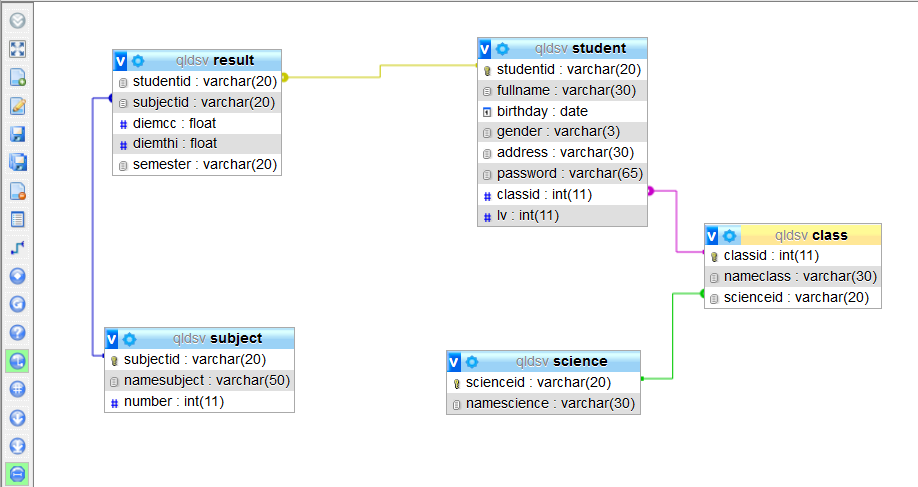 v qldsv result
studentid : varchar(20)
subjectid : varchar(20)
# diemcc : float
# diemthi : float
semester : varchar(20)
v qldsv student
studentid : varchar(20)
fullname : varchar(30)
birthday : date
gender : varchar(3)
address : varchar(30)
password : varchar(65)
# classid : int(11)
# lv : int(11)
v qldsv class
classid : int(11)
nameclass : varchar(30)
scienceid : varchar(20)
v qldsv subject
subjectid : varchar(20)
namesubject : varchar(50)
# number : int(11)
v qldsv science
scienceid : varchar(20)
namescience : varchar(30)